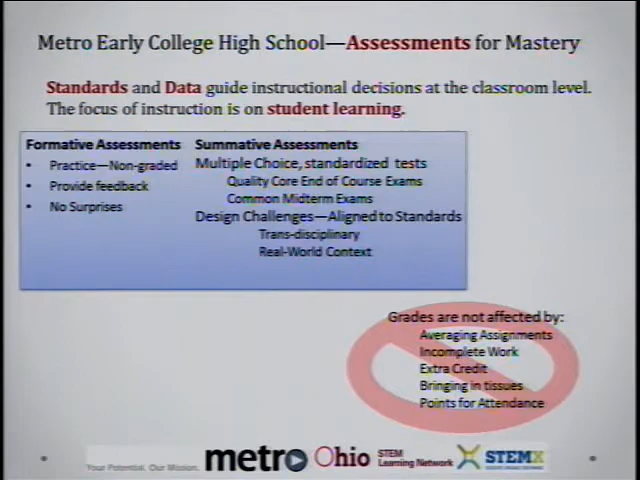 Metro Early College High School—Assessments for Mastery
Standards and Data guide instructional decisions at the classroom level.
The focus of instruction is on student learning.
Formative Assessments
• Practice—Non-graded
• Provide feedback
• No Surprises
Summative Assessments
Multiple Choice, standardized tests
Quality Core End of Course Exams
Common Midterm Exams
Design Challenges—Aligned to Standards
Trans-disciplinary
Real-World Context
Grades are not affected by:
Averaging Assignments
Incomplete Work
Extra Credit
Bringing in tissues
Points for Attendance
Your Potential. Our Mission.
metro
Ohio STEM
Learning Network
STEMX